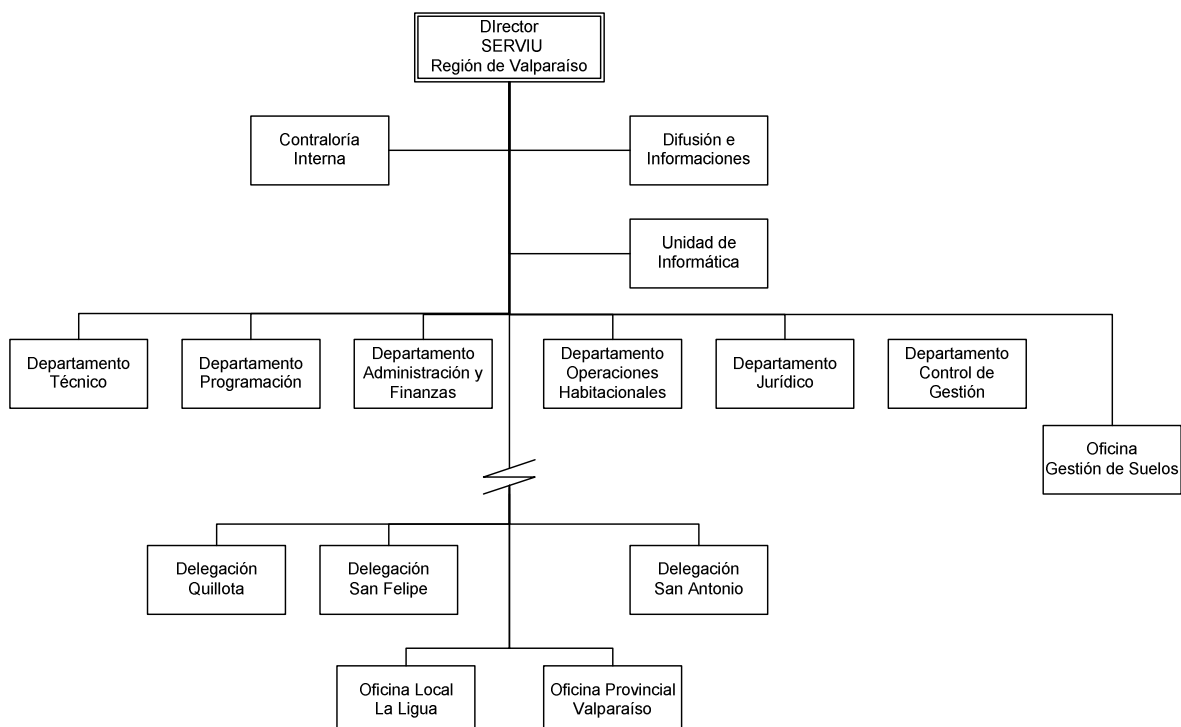 DIrector
SERVIU
Región de Valparaíso
Contraloría
Interna
Difusión e
Informaciones
Unidad de
Informática
Departamento
Técnico
Departamento
Programación
Departamento
Administración y
Finanzas
Departamento
Operaciones
Habitacionales
Departamento
Jurídico
Departamento
Control de
Gestión
Oficina
Gestión de Suelos
Delegación
Quillota
Delegación
San Felipe
Delegación
San Antonio
Oficina Local
La Ligua
Oficina Provincial
Valparaíso